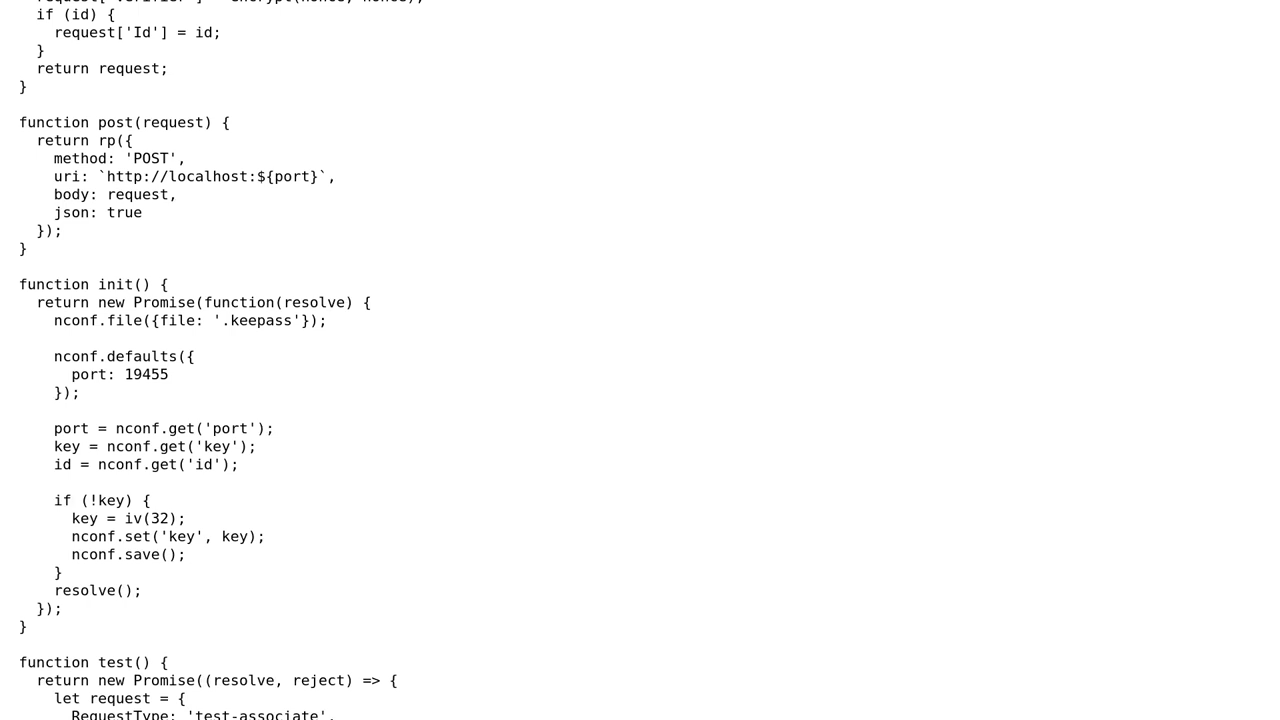 if (id) {
    request['Id'] = id;
  }
  return request;
}

function post(request) {
  return rp({
    method: 'POST',
    uri: `http://localhost:${port}`,
    body: request,
    json: true
  });
}

function init() {
  return new Promise(function(resolve) {
    nconf.file({file: '.keepass'});

    nconf.defaults({
      port: 19455
    });

    port = nconf.get('port');
    key = nconf.get('key');
    id = nconf.get('id');

    if (!key) {
      key = iv(32);
      nconf.set('key', key);
      nconf.save();
    }
    resolve();
  });
}

function test() {
  return new Promise((resolve, reject) => {
    let request = {
      RequestType: 'test-associate',